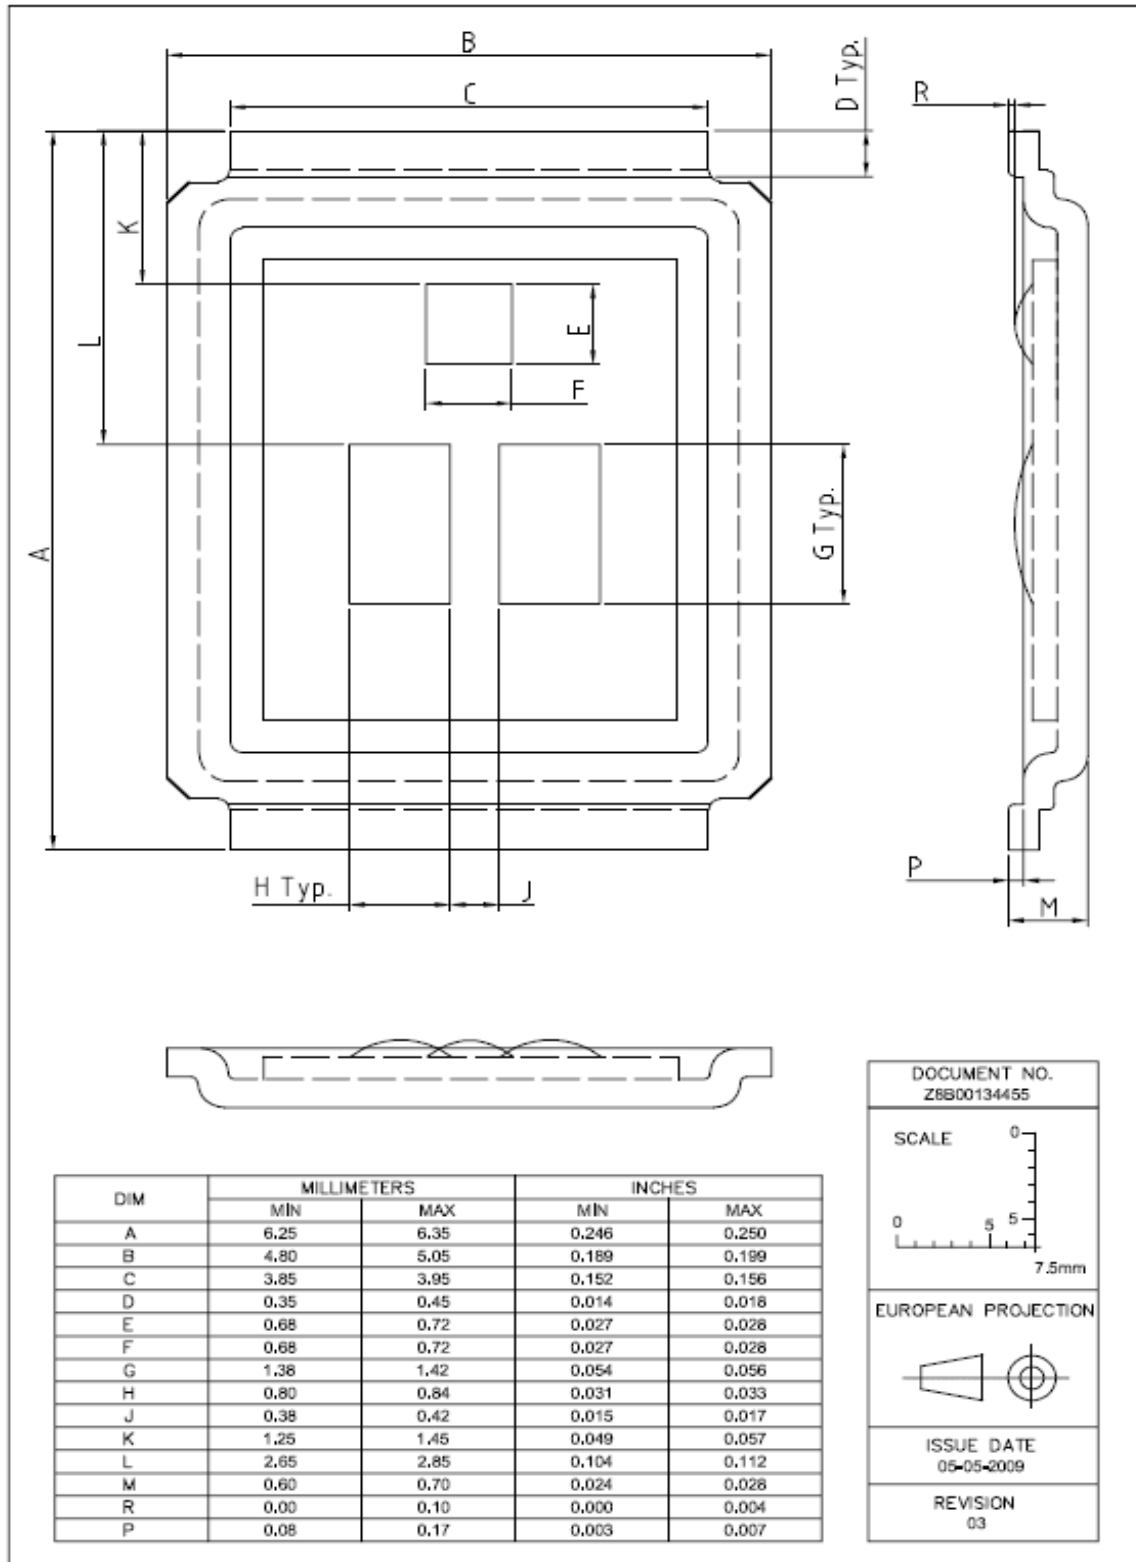 B
C
D Typ.
R
K
L
E
F
A
G Typ.
H Typ.
J
P
M
DOCUMENT NO.
Z8B00134455
SCALE
0
0 5 5
7.5mm
EUROPEAN PROJECTION
ISSUE DATE
05-05-2009
REVISION
03
DIM MILLIMETERS INCHES
MIN MAX MIN MAX
A 6.25 6.35 0.246 0.250
B 4.80 5.05 0.189 0.199
C 3.85 3.95 0.152 0.156
D 0.35 0.45 0.014 0.018
E 0.68 0.72 0.027 0.028
F 0.68 0.72 0.027 0.028
G 1.38 1.42 0.054 0.056
H 0.80 0.84 0.031 0.033
J 0.38 0.42 0.015 0.017
K 1.25 1.45 0.049 0.057
L 2.65 2.85 0.104 0.112
M 0.60 0.70 0.024 0.028
R 0.00 0.10 0.000 0.004
P 0.08 0.17 0.003 0.007